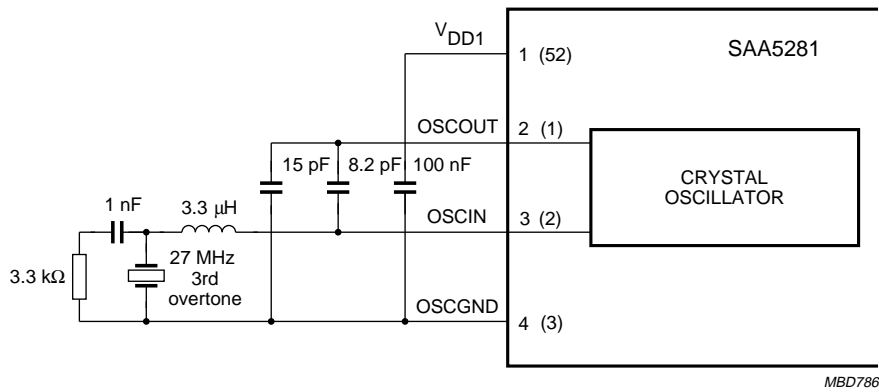 VDD1
1 (52)
SAA5281
OSCOUT
2 (1)
15 pF
8.2 pF
100 nF
CRYSTAL
OSCILLATOR
1 nF
3.3 μH
OSCIN
3 (2)
3.3 kΩ
27 MHz
3rd
overtone
OSCGND
4 (3)
MBD786